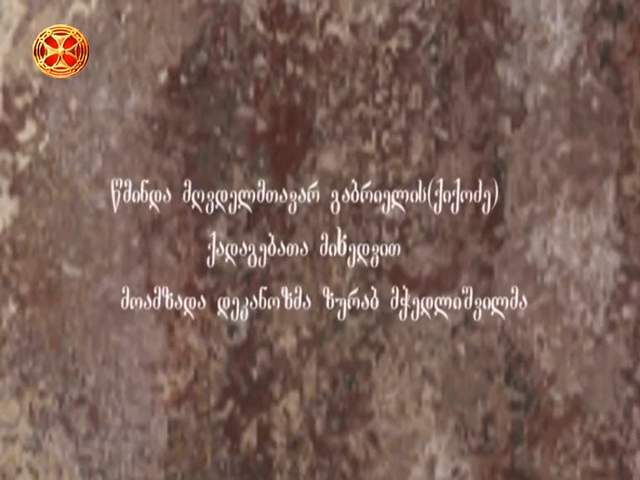 წმინდა მღვდელმთავარ გაბრიელის(ქიქოძე)
ქადაგებათა მიხედვით
მოამზადა დეკანოზმა ზურაბ მჭედლიშვილმა